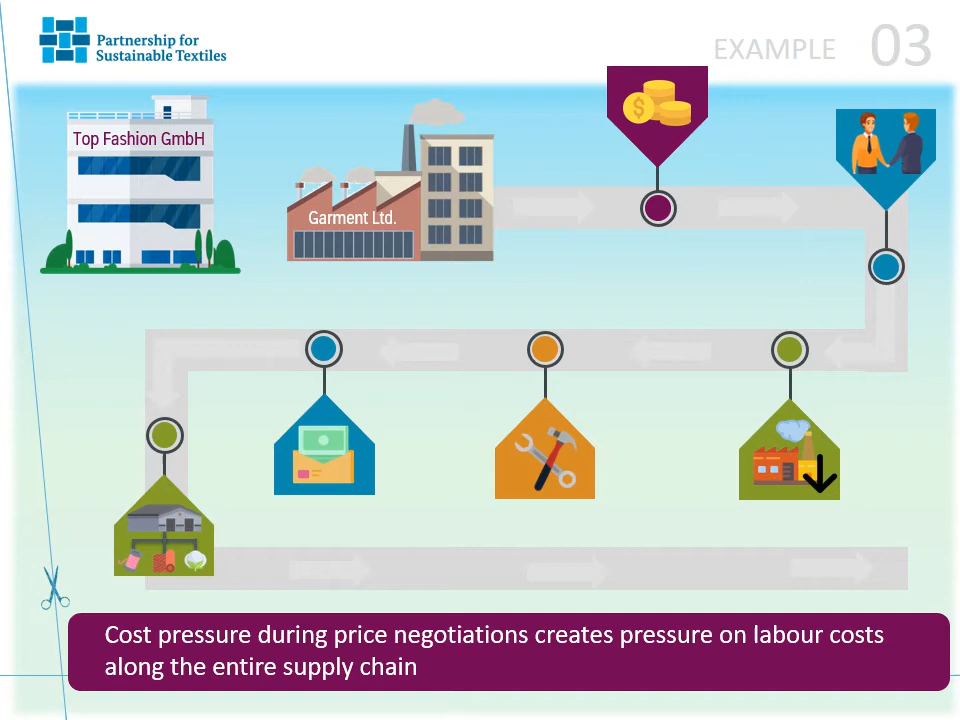 Partnership for
Sustainable Textiles
EXAMPLE 03
Top Fashion GmbH
Garment Ltd.
$
Cost pressure during price negotiations creates pressure on labour costs
along the entire supply chain